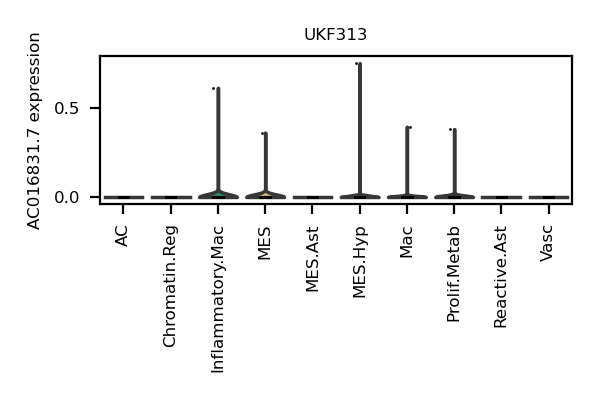 UKF313
AC016831.7 expression
0.5
0.0
AC
Chromatin.Reg
Inflammatory.Mac
MES
MES.Ast
MES.Hyp
Mac
Prolif.Metab
Reactive.Ast
Vasc